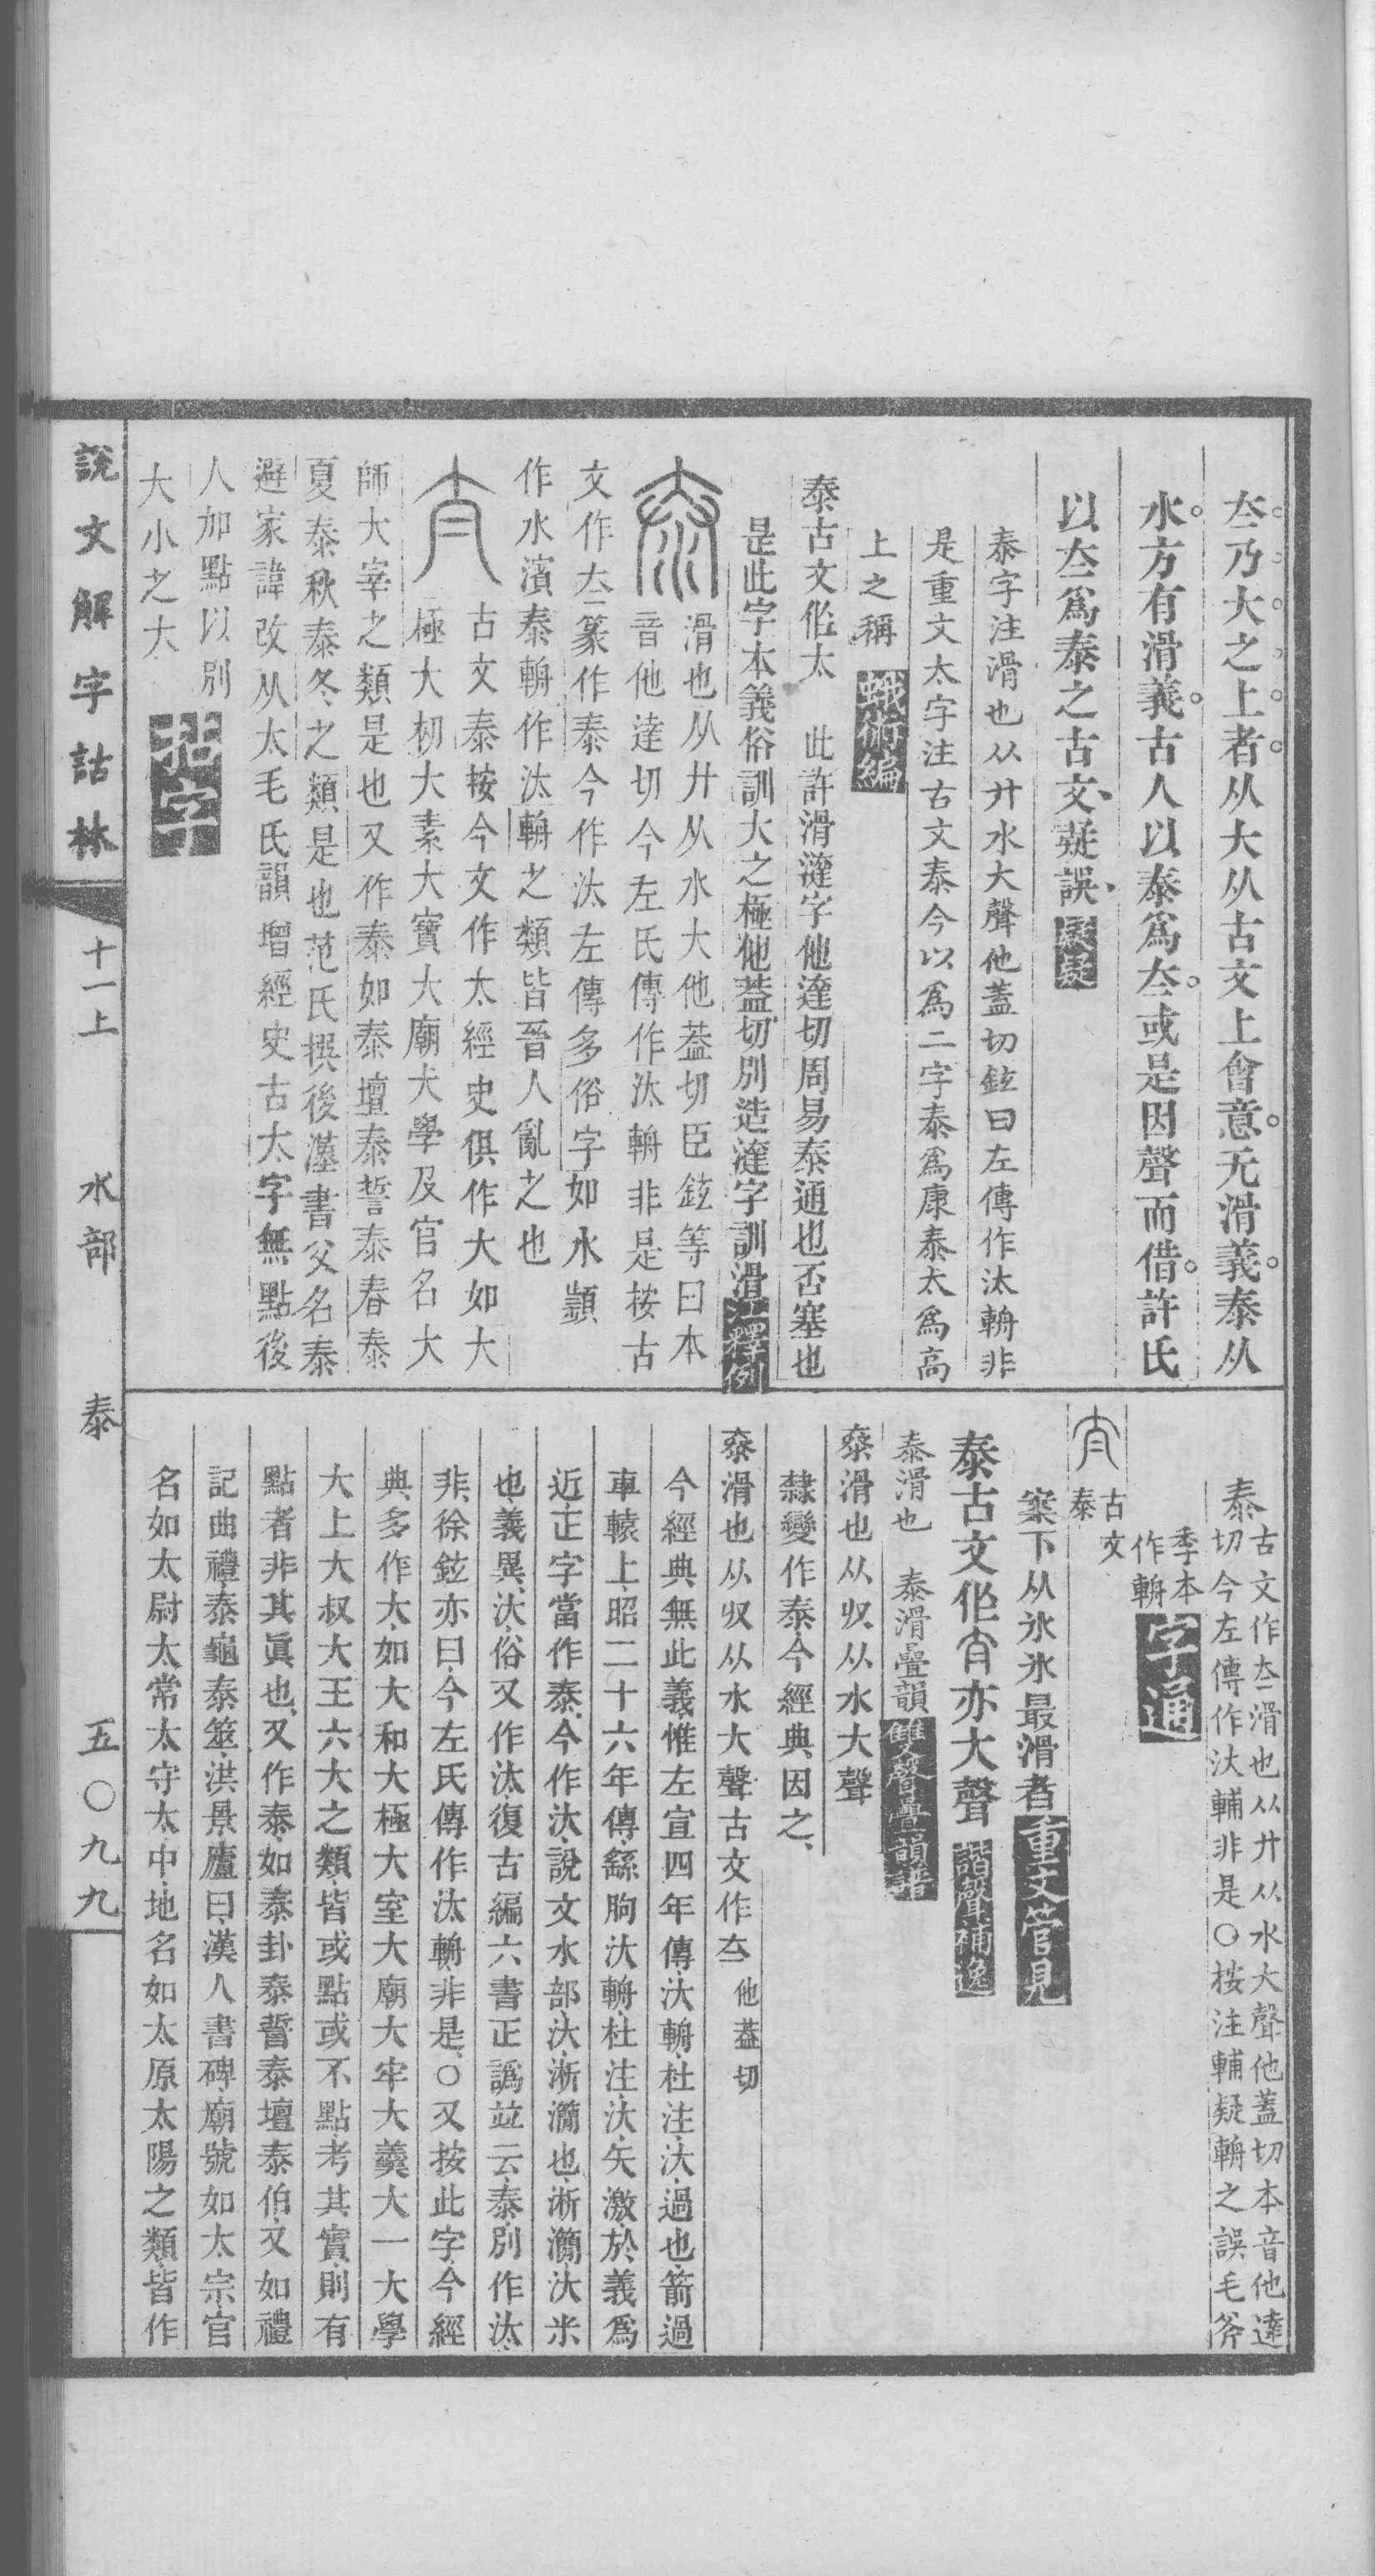 夳乃大之上者从大从古文上會意无滑義泰从
水方有滑義古人以泰爲夳或是因聲而借許氏
以夳爲泰之古文疑誤
泰字注滑也从廾水大聲他蓋切鉉曰左傳作汰輈非
是重文太字注古文泰今以爲二字泰爲康泰太爲高
上之稱 蛾術編
泰古文作太 此許滑澾字他達切周易泰通也否塞也
是此字本義俗訓大之極他蓋切別造澾字訓滑 江釋例
滑也从廾从水大他蓋切臣鉉等曰本
音他達切今左氏傳作汰輈非是桉古
文作夳篆作泰今作汰左傳多俗字如水顥
作水濱泰輈作汰輈之類皆晉人亂之也
古文泰桉今文作太經史俱作大如大
極大初大素大寶大廟大學及官名大
師大宰之類是也又作泰如泰壇泰誓泰春泰
夏泰秋泰冬之類是也范氏撰後漢書父名泰
避家諱改从太毛氏韻增經史古太字無點後
人加點以別
大小之大
泰 古文作夳滑也从廾从水大聲他蓋切本音他達
切今左傳作汏輔非是○桉注輔疑輈之誤毛斧
季本
作輈 字通
古文
泰
案下从氷氷最滑者 重文管見
泰古文作亦大聲 諧聲補逸
泰滑也 泰滑疊韻 雙聲疊韻譜
泰滑也从収从水大聲
隸變作泰今經典因之
泰滑也从収从水大聲古文作夳 他葢切
今經典無此義惟左宣四年傳汏輈杜注汏過也箭過
車轅上昭二十六年傳繇朐汏輈杜注汏矢激於義爲
近正字當作泰今作汏說文水部汏淅灡也淅灡汏米
也義異汏俗又作汰復古編六書正譌竝云泰別作汰
非徐鉉亦曰今左氏傳作汰輈非是○又按此字今經
典多作大如大和大極大室大廟大牢大羹大一大學
大上大叔大王六大之類皆或點或不點考其實則有
點者非其眞也又作泰如泰卦泰誓泰壇泰伯又如禮
記曲禮泰龜泰筮洪景廬曰漢人書碑廟號如太宗官
名如太尉太常太守太中地名如太原太陽之類皆作
說文解字詁林 十一上 水部 泰 五〇九九